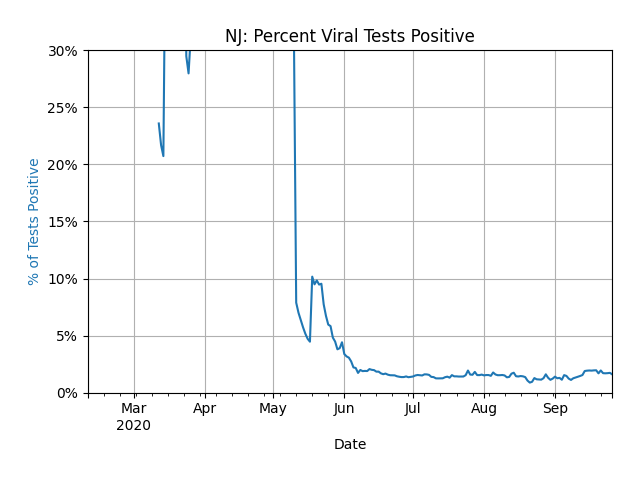 NJ: Percent Viral Tests Positive
30%
25%
20%
15%
10%
5%
0%
% of Tests Positive
Mar Apr May Jun Jul Aug Sep
2020
Date